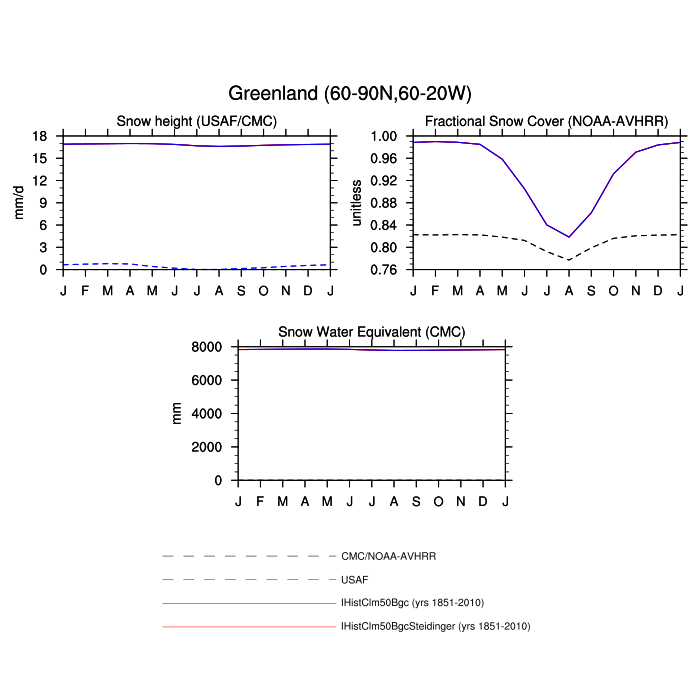 Greenland (60-90N,60-20W)
Snow height (USAF/CMC)
18
15
12
9
6
3
0
mm/d
J F M A M J J A S O N D J
Fractional Snow Cover (NOAA-AVHRR)
1.00
0.96
0.92
0.88
0.84
0.80
0.76
unitless
J F M A M J J A S O N D J
Snow Water Equivalent (CMC)
8000
6000
4000
2000
0
mm
J F M A M J J A S O N D J
CMC/NOAA-AVHRR
USAF
IHistClm50Bgc (yrs 1851-2010)
IHistClm50BgcSteidinger (yrs 1851-2010)